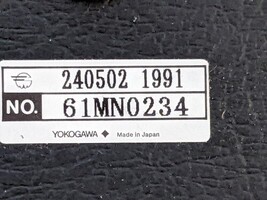 240502 1991
NO. 61MN0234
YOKOGAWA ◆ Made in Japan